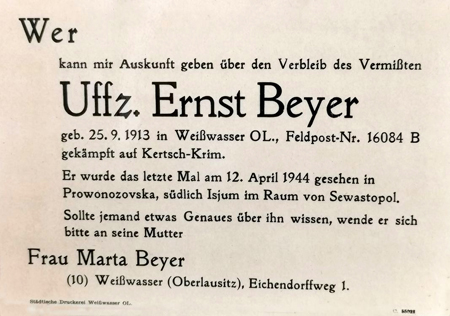 Wer
kann mir Auskunft geben über den Verbleib des Vermißten
Uffz. Ernst Beyer
geb. 25. 9. 1913 in Weißwasser OL., Feldpost-Nr. 16084 B
gekämpft auf Kertsch-Krim.
Er wurde das letzte Mal am 12. April 1944 gesehen in
Prowonozovska, südlich Isjum im Raum von Sewastopol.
Sollte jemand etwas Genaues über ihn wissen, wende er sich
bitte an seine Mutter
Frau Marta Beyer
(10) Weißwasser (Oberlausitz), Eichendorffweg 1.
Städtische Druckerei Weißwasser OL.